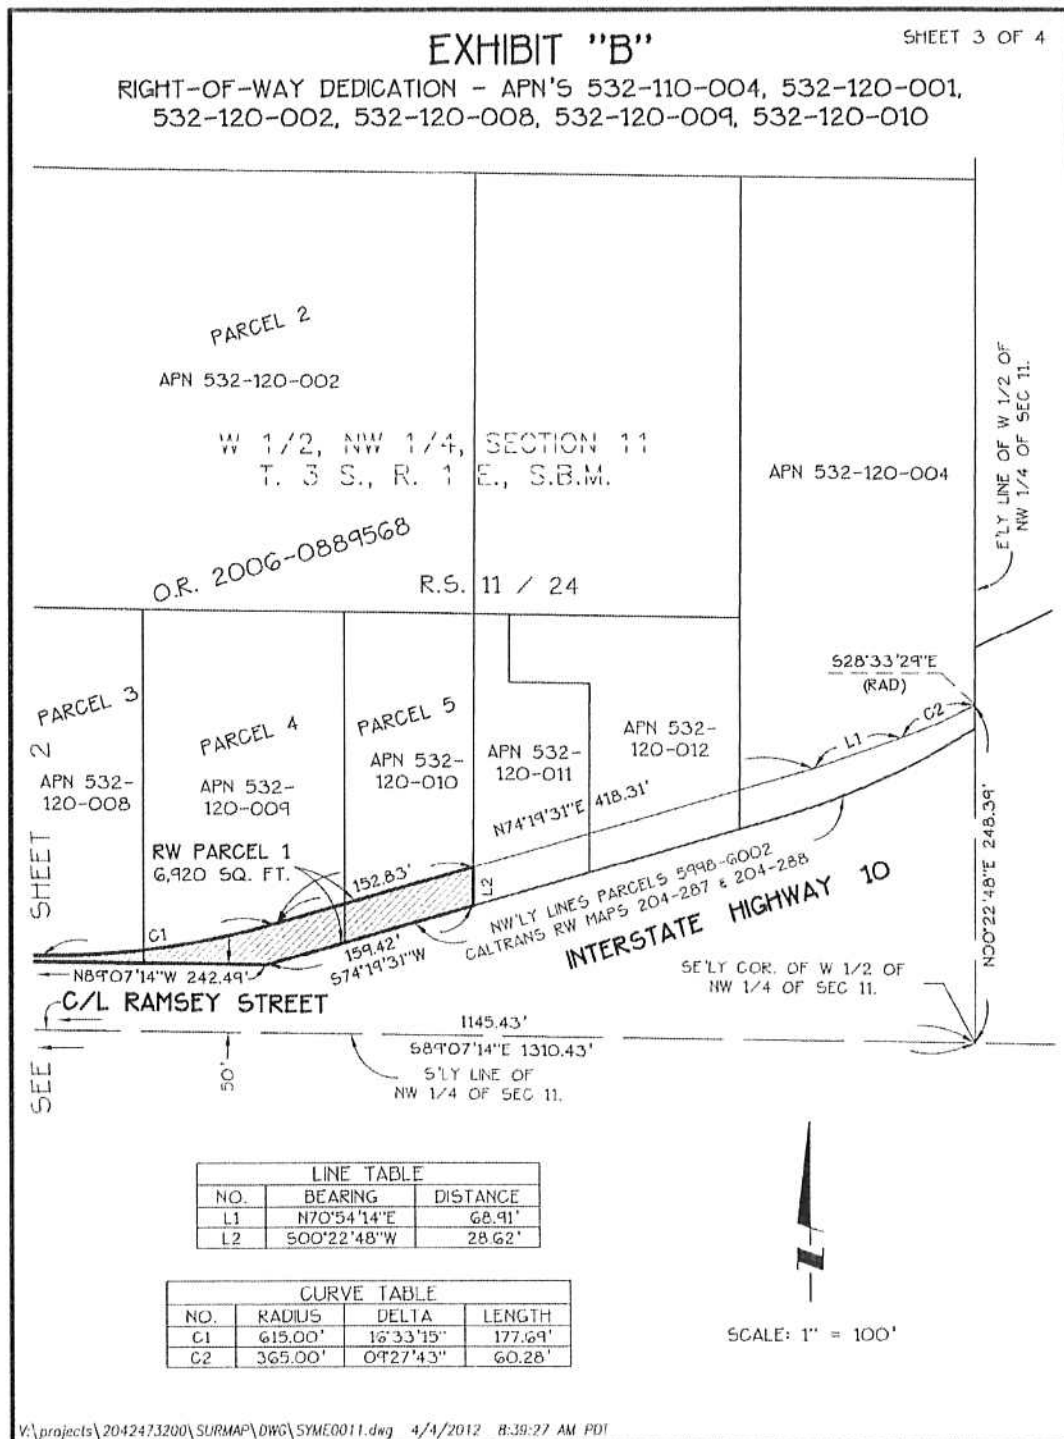 SHEET 3 OF 4
EXHIBIT "B"
RIGHT-OF-WAY DEDICATION - APN'S 532-110-004, 532-120-001,
532-120-002, 532-120-008, 532-120-009, 532-120-010
PARCEL 2
APN 532-120-002
W 1/2, NW 1/4, SECTION 11
T. 3 S., R. 1 E., S.B.M.
APN 532-120-004
E'LY LINE OF W 1/2 OF
NW 1/4 OF SEC 11.
O.R. 2006-0889568
R.S. 11 / 24
S28°33'29"E
(RAD)
PARCEL 3
PARCEL 4
PARCEL 5
APN 532-
120-008
APN 532-
120-009
APN 532-
120-010
APN 532-
120-011
APN 532-
120-012
L1
C2
N74°19'31"E 418.31'
RW PARCEL 1
6,920 SQ. FT.
152.83'
L2
C1
159.42'
S74°19'31"W
NW'LY LINES PARCELS 5998-6002
CALTRANS RW MAPS 204-287 & 204-288
INTERSTATE HIGHWAY 10
N00°22'48"E 248.39'
N89°07'14"W 242.49'
C/L RAMSEY STREET
SE'LY COR. OF W 1/2 OF
NW 1/4 OF SEC 11.
1145.43'
S89°07'14"E 1310.43'
50'
S'LY LINE OF
NW 1/4 OF SEC 11.
SEE SHEET 2
LINE TABLE
NO. BEARING DISTANCE
L1 N70°54'14"E 68.91'
L2 S00°22'48"W 28.62'
CURVE TABLE
NO. RADIUS DELTA LENGTH
C1 615.00' 16°33'15" 177.69'
C2 365.00' 09°27'43" 60.28'
SCALE: 1" = 100'
V:\projects\2042473200\SURMAP\DWG\SYME0011.dwg 4/4/2012 8:39:27 AM PDT